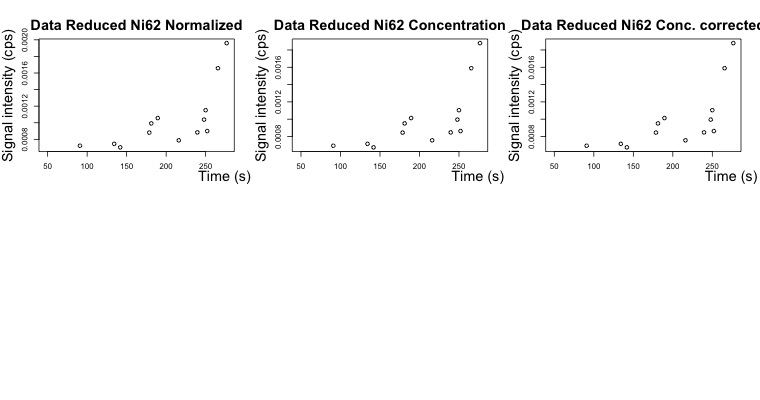 Data Reduced Ni62 Normalized
Signal intensity (cps)
0.0008 0.0012 0.0016 0.0020
50 100 150 200 250
Time (s)
Data Reduced Ni62 Concentration
Signal intensity (cps)
0.0008 0.0012 0.0016
50 100 150 200 250
Time (s)
Data Reduced Ni62 Conc. corrected
Signal intensity (cps)
0.0008 0.0012 0.0016
50 100 150 200 250
Time (s)